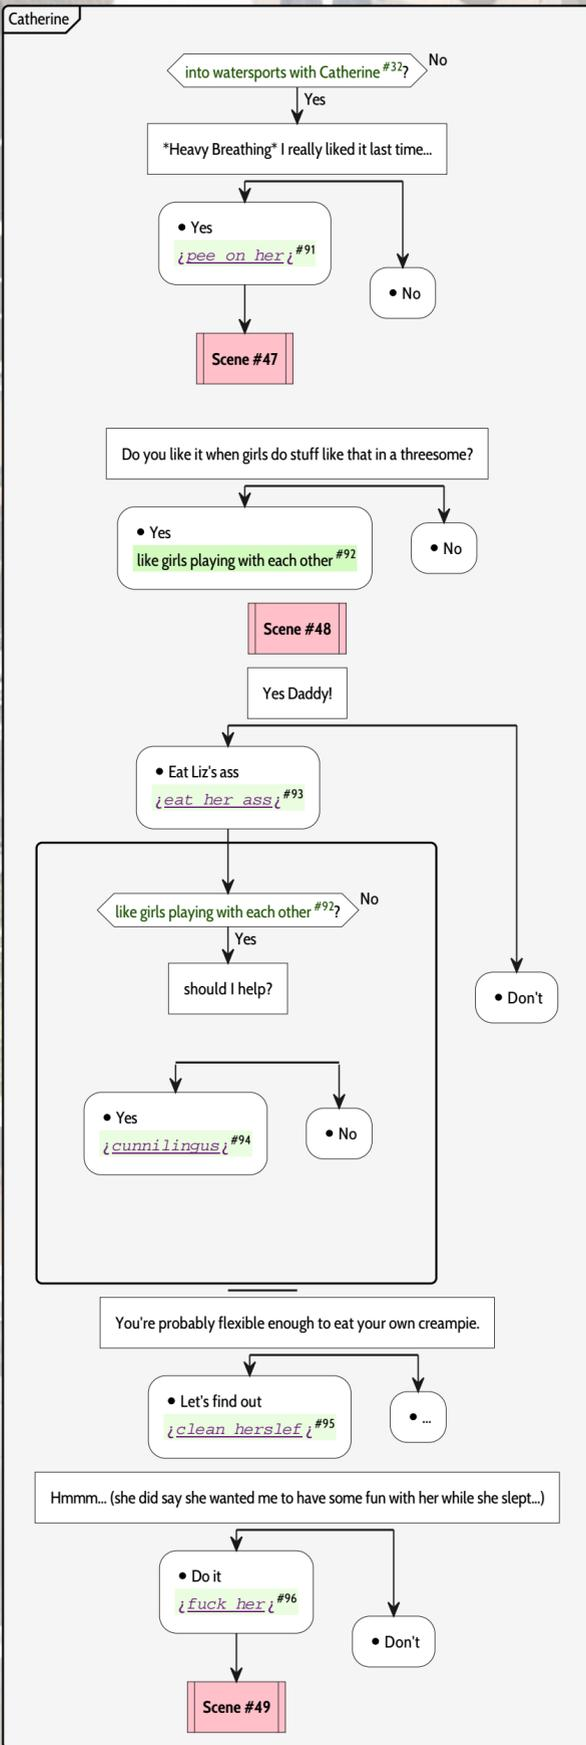 Catherine
into watersports with Catherine #32?
No
Yes
*Heavy Breathing* I really liked it last time...
• Yes
¿pee on her¿ #91
• No
Scene #47
Do you like it when girls do stuff like that in a threesome?
• Yes
like girls playing with each other #92
• No
Scene #48
Yes Daddy!
• Eat Liz's ass
¿eat her ass¿ #93
like girls playing with each other #92?
No
Yes
should I help?
• Don't
• Yes
¿cunnilingus¿ #94
• No
You're probably flexible enough to eat your own creampie.
• Let's find out
¿clean herslef¿ #95
• ...
Hmmm... (she did say she wanted me to have some fun with her while she slept...)
• Do it
¿fuck her¿ #96
• Don't
Scene #49